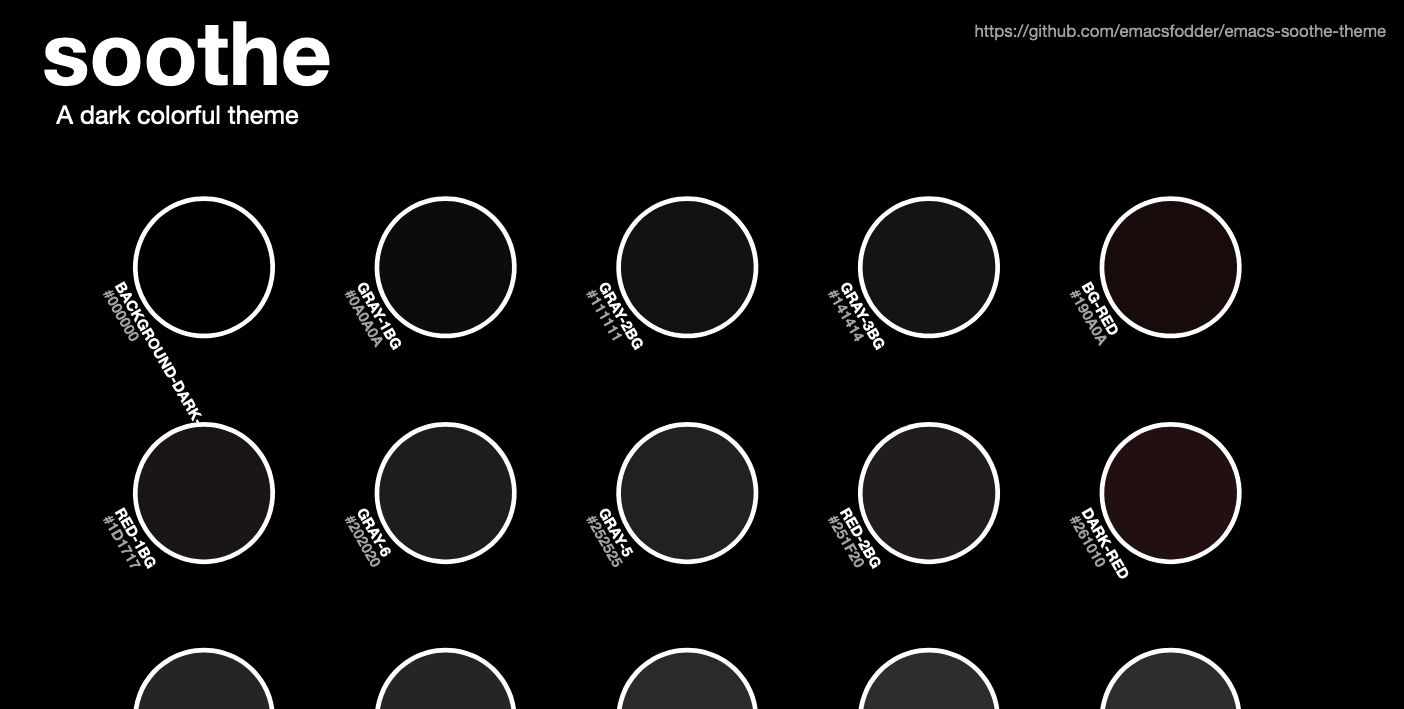 soothe
https://github.com/emacsfodder/emacs-soothe-theme
A dark colorful theme
BACKGROUND-DARK-
#000000
GRAY-1BG
#0A0A0A
GRAY-2BG
#111111
GRAY-3BG
#141414
BG-RED
#190A0A
RED-1BG
#1D1717
GRAY-6
#202020
GRAY-5
#252525
RED-2BG
#251F20
DARK-RED
#261010